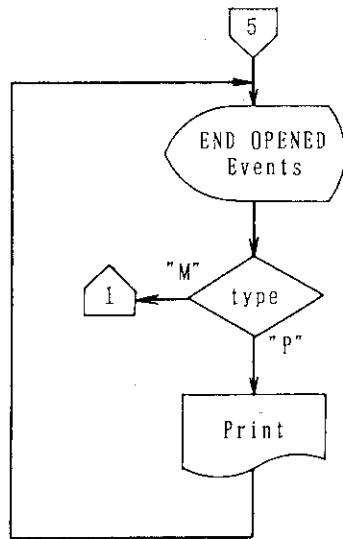 5
END OPENED
Events
"M"
1
type
"P"
Print